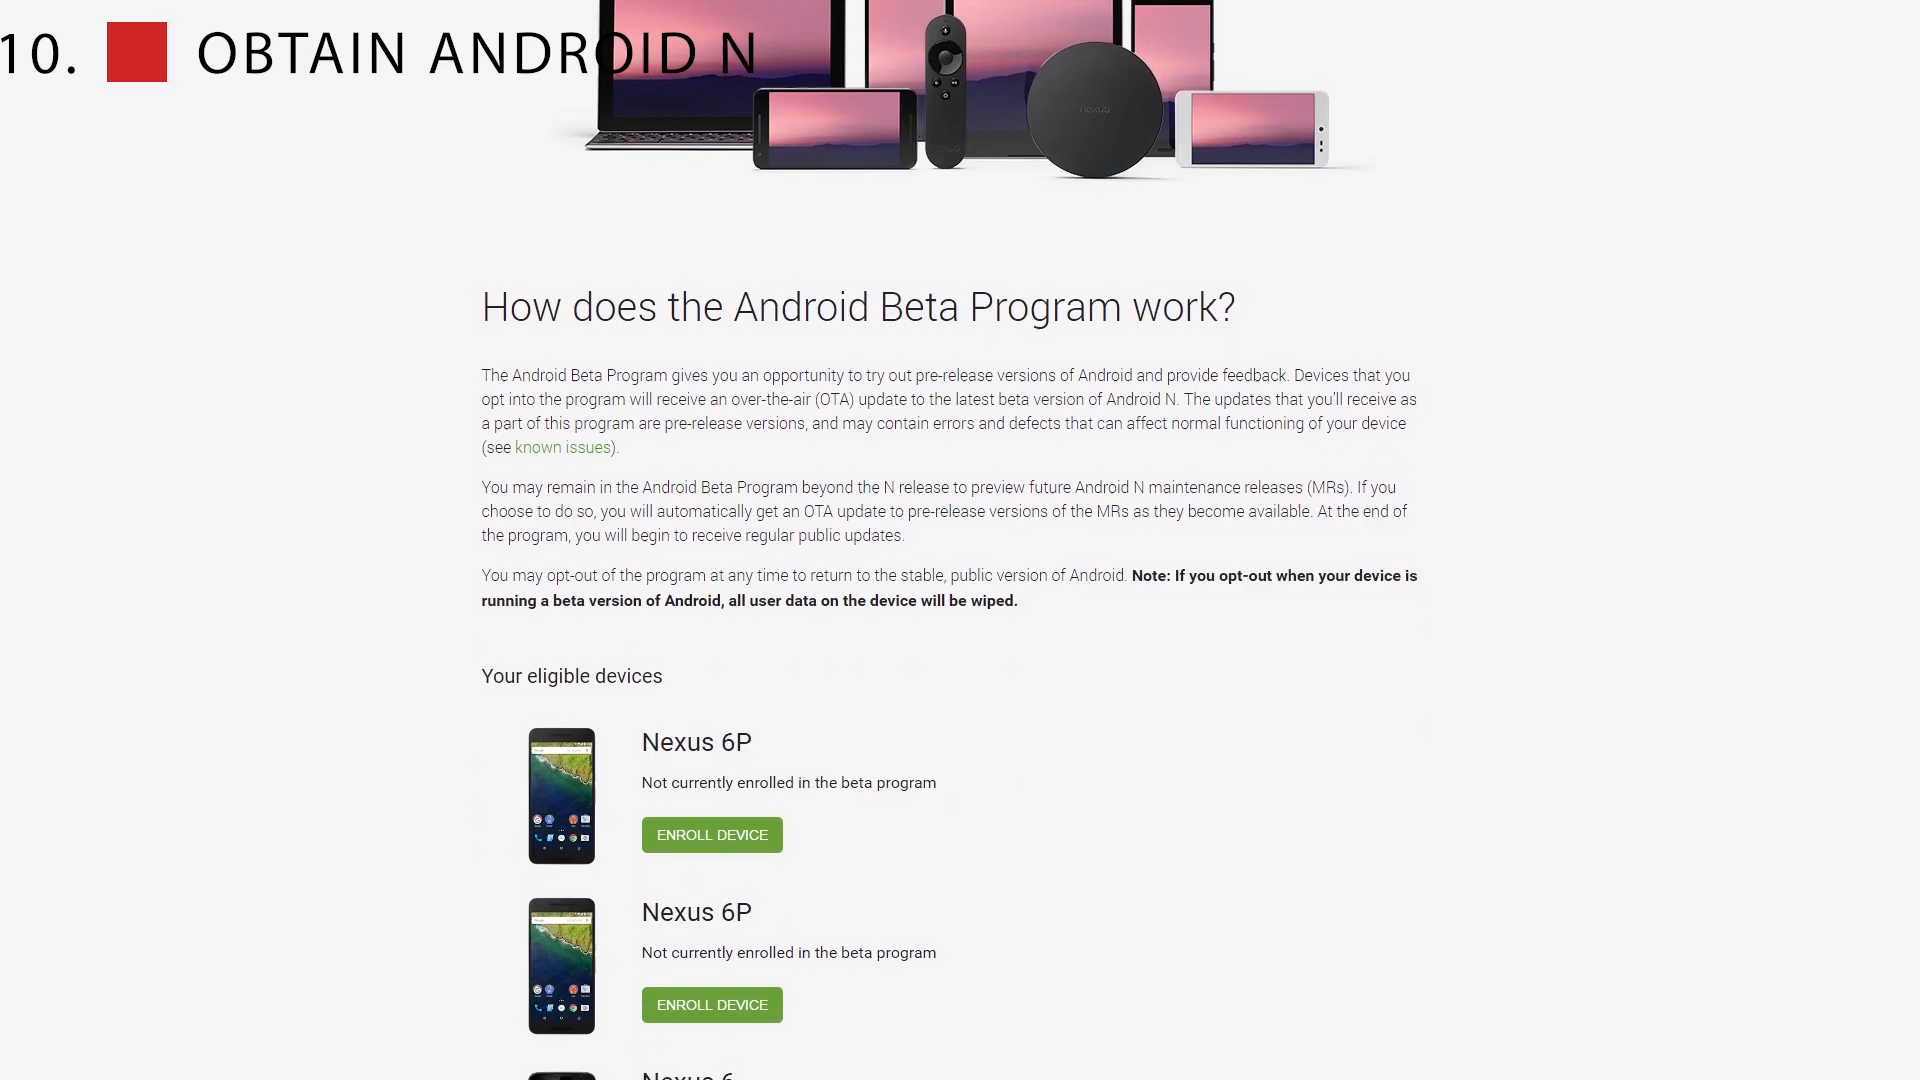 10. OBTAIN ANDROID N
nexus
How does the Android Beta Program work?
The Android Beta Program gives you an opportunity to try out pre-release versions of Android and provide feedback. Devices that you
opt into the program will receive an over-the-air (OTA) update to the latest beta version of Android N. The updates that you'll receive as
a part of this program are pre-release versions, and may contain errors and defects that can affect normal functioning of your device
(see known issues).
You may remain in the Android Beta Program beyond the N release to preview future Android N maintenance releases (MRs). If you
choose to do so, you will automatically get an OTA update to pre-release versions of the MRs as they become available. At the end of
the program, you will begin to receive regular public updates.
You may opt-out of the program at any time to return to the stable, public version of Android. Note: If you opt-out when your device is
running a beta version of Android, all user data on the device will be wiped.
Your eligible devices
Nexus 6P
Not currently enrolled in the beta program
ENROLL DEVICE
Nexus 6P
Not currently enrolled in the beta program
ENROLL DEVICE
Nexus 6